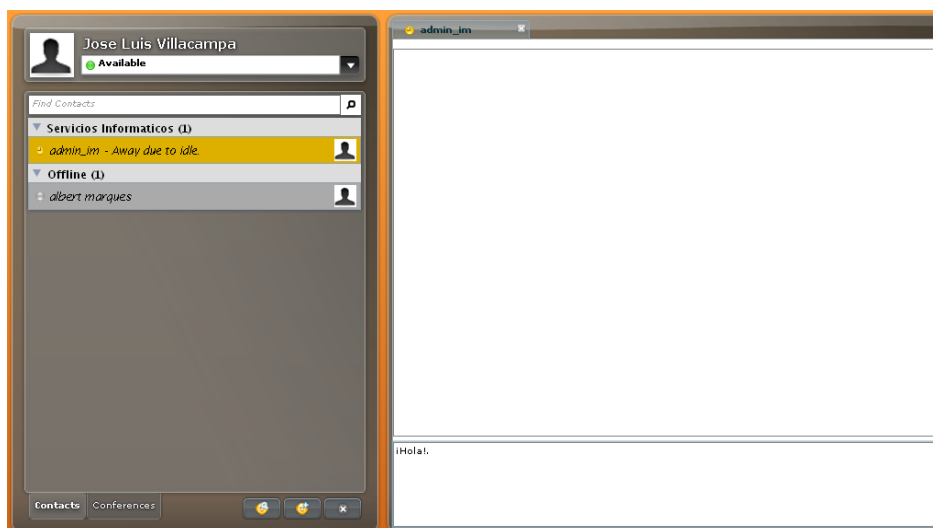 Jose Luis Villacampa
Available
Find Contacts
Servicios Informaticos (1)
admin_im - Away due to idle.
Offline (1)
albert marques
Contacts Conferences
admin_im
¡Hola!.